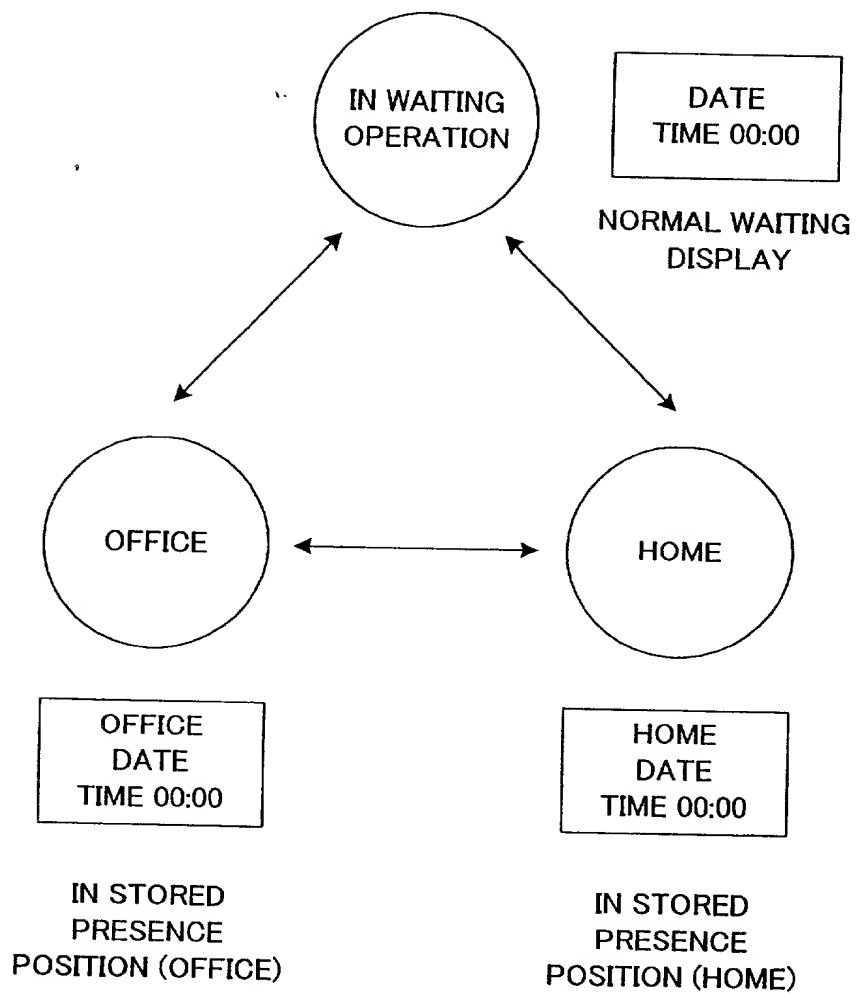 IN WAITING
OPERATION
DATE
TIME 00:00
NORMAL WAITING
DISPLAY
OFFICE
HOME
OFFICE
DATE
TIME 00:00
IN STORED
PRESENCE
POSITION (OFFICE)
HOME
DATE
TIME 00:00
IN STORED
PRESENCE
POSITION (HOME)